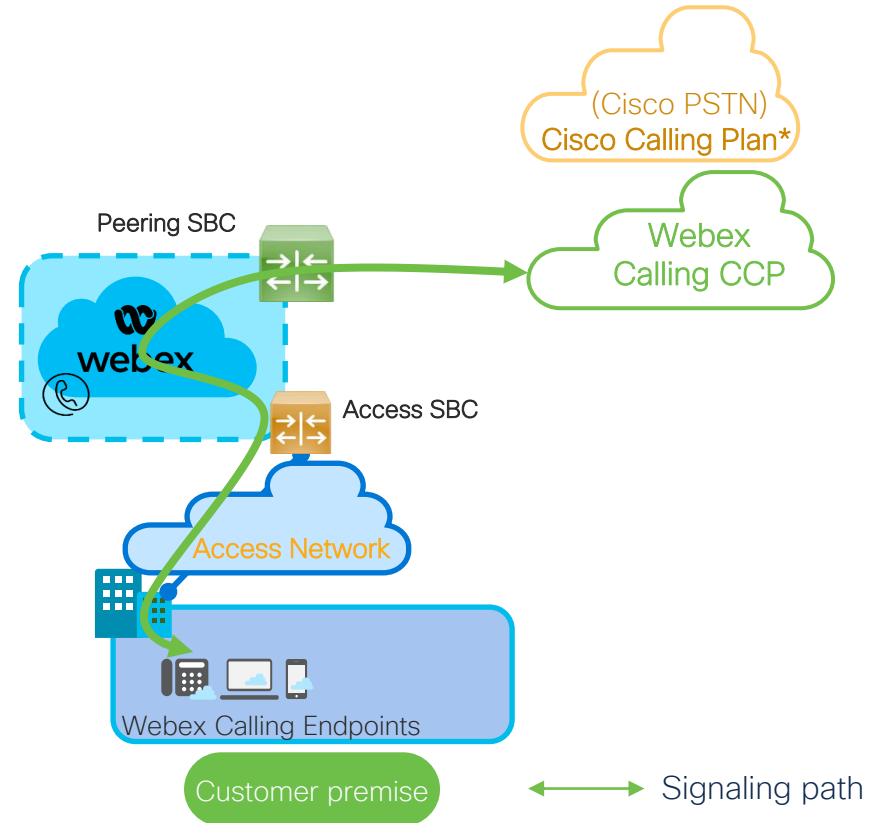 (Cisco PSTN)
Cisco Calling Plan*
Peering SBC
Webex
Calling CCP
webex
Access SBC
Access Network
Webex Calling Endpoints
Customer premise
Signaling path